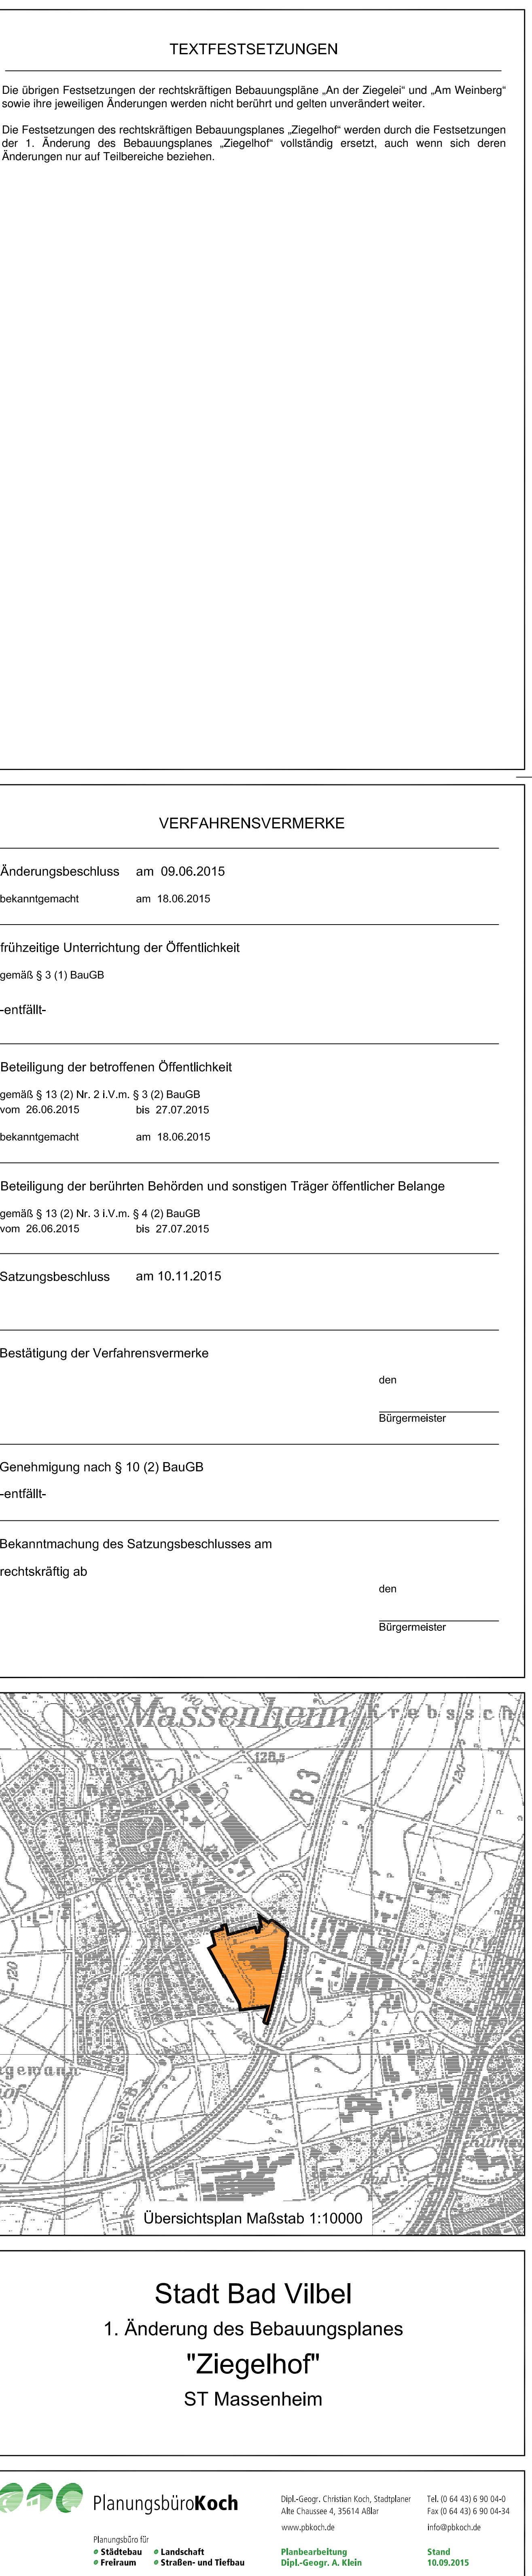 TEXTFESTSETZUNGEN
Die übrigen Festsetzungen der rechtskräftigen Bebauungspläne „An der Ziegelei“ und „Am Weinberg“
sowie ihre jeweiligen Änderungen werden nicht berührt und gelten unverändert weiter.
Die Festsetzungen des rechtskräftigen Bebauungsplanes „Ziegelhof“ werden durch die Festsetzungen
der 1. Änderung des Bebauungsplanes „Ziegelhof“ vollständig ersetzt, auch wenn sich deren
Änderungen nur auf Teilbereiche beziehen.
VERFAHRENSVERMERKE
Änderungsbeschluss am 09.06.2015
bekanntgemacht am 18.06.2015
frühzeitige Unterrichtung der Öffentlichkeit
gemäß § 3 (1) BauGB
-entfällt-
Beteiligung der betroffenen Öffentlichkeit
gemäß § 13 (2) Nr. 2 i.V.m. § 3 (2) BauGB
vom 26.06.2015 bis 27.07.2015
bekanntgemacht am 18.06.2015
Beteiligung der berührten Behörden und sonstigen Träger öffentlicher Belange
gemäß § 13 (2) Nr. 3 i.V.m. § 4 (2) BauGB
vom 26.06.2015 bis 27.07.2015
Satzungsbeschluss am 10.11.2015
Bestätigung der Verfahrensvermerke
den
Bürgermeister
Genehmigung nach § 10 (2) BauGB
-entfällt-
Bekanntmachung des Satzungsbeschlusses am
rechtskräftig ab
den
Bürgermeister
Massenheim
128,5
B 3
120
120
Übersichtsplan Maßstab 1:10000
Stadt Bad Vilbel
1. Änderung des Bebauungsplanes
"Ziegelhof"
ST Massenheim
PlanungsbüroKoch
Dipl.-Geogr. Christian Koch, Stadtplaner Tel. (0 64 43) 6 90 04-0
Alte Chaussee 4, 35614 Aßlar Fax (0 64 43) 6 90 04-34
www.pbkoch.de info@pbkoch.de
Planungsbüro für
Städtebau Landschaft Planbearbeitung Stand
Freiraum Straßen- und Tiefbau Dipl.-Geogr. A. Klein 10.09.2015